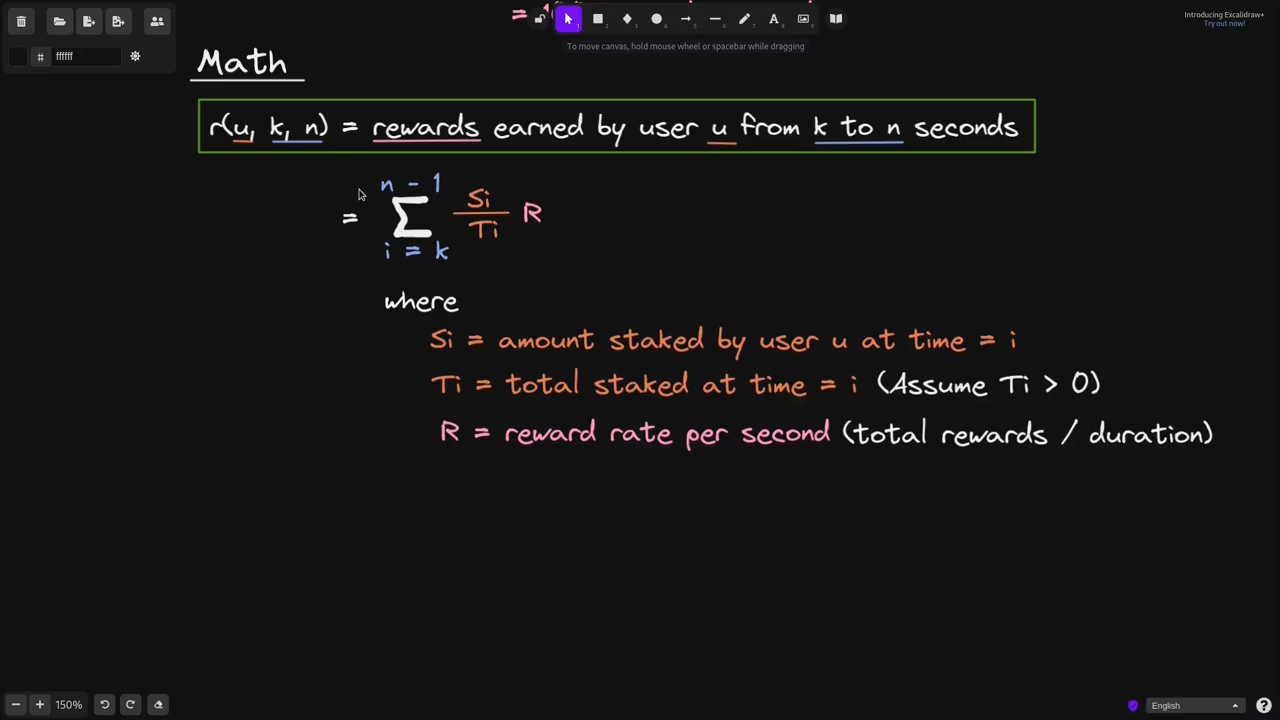 Introducing Excalidraw+
Try out now!
# ffffff
To move canvas, hold mouse wheel or spacebar while dragging
Math
r(u, k, n) = rewards earned by user u from k to n seconds
n - 1
= Σ Si / Ti R
i = k
where
Si = amount staked by user u at time = i
Ti = total staked at time = i (Assume Ti > 0)
R = reward rate per second (total rewards / duration)
150%
English